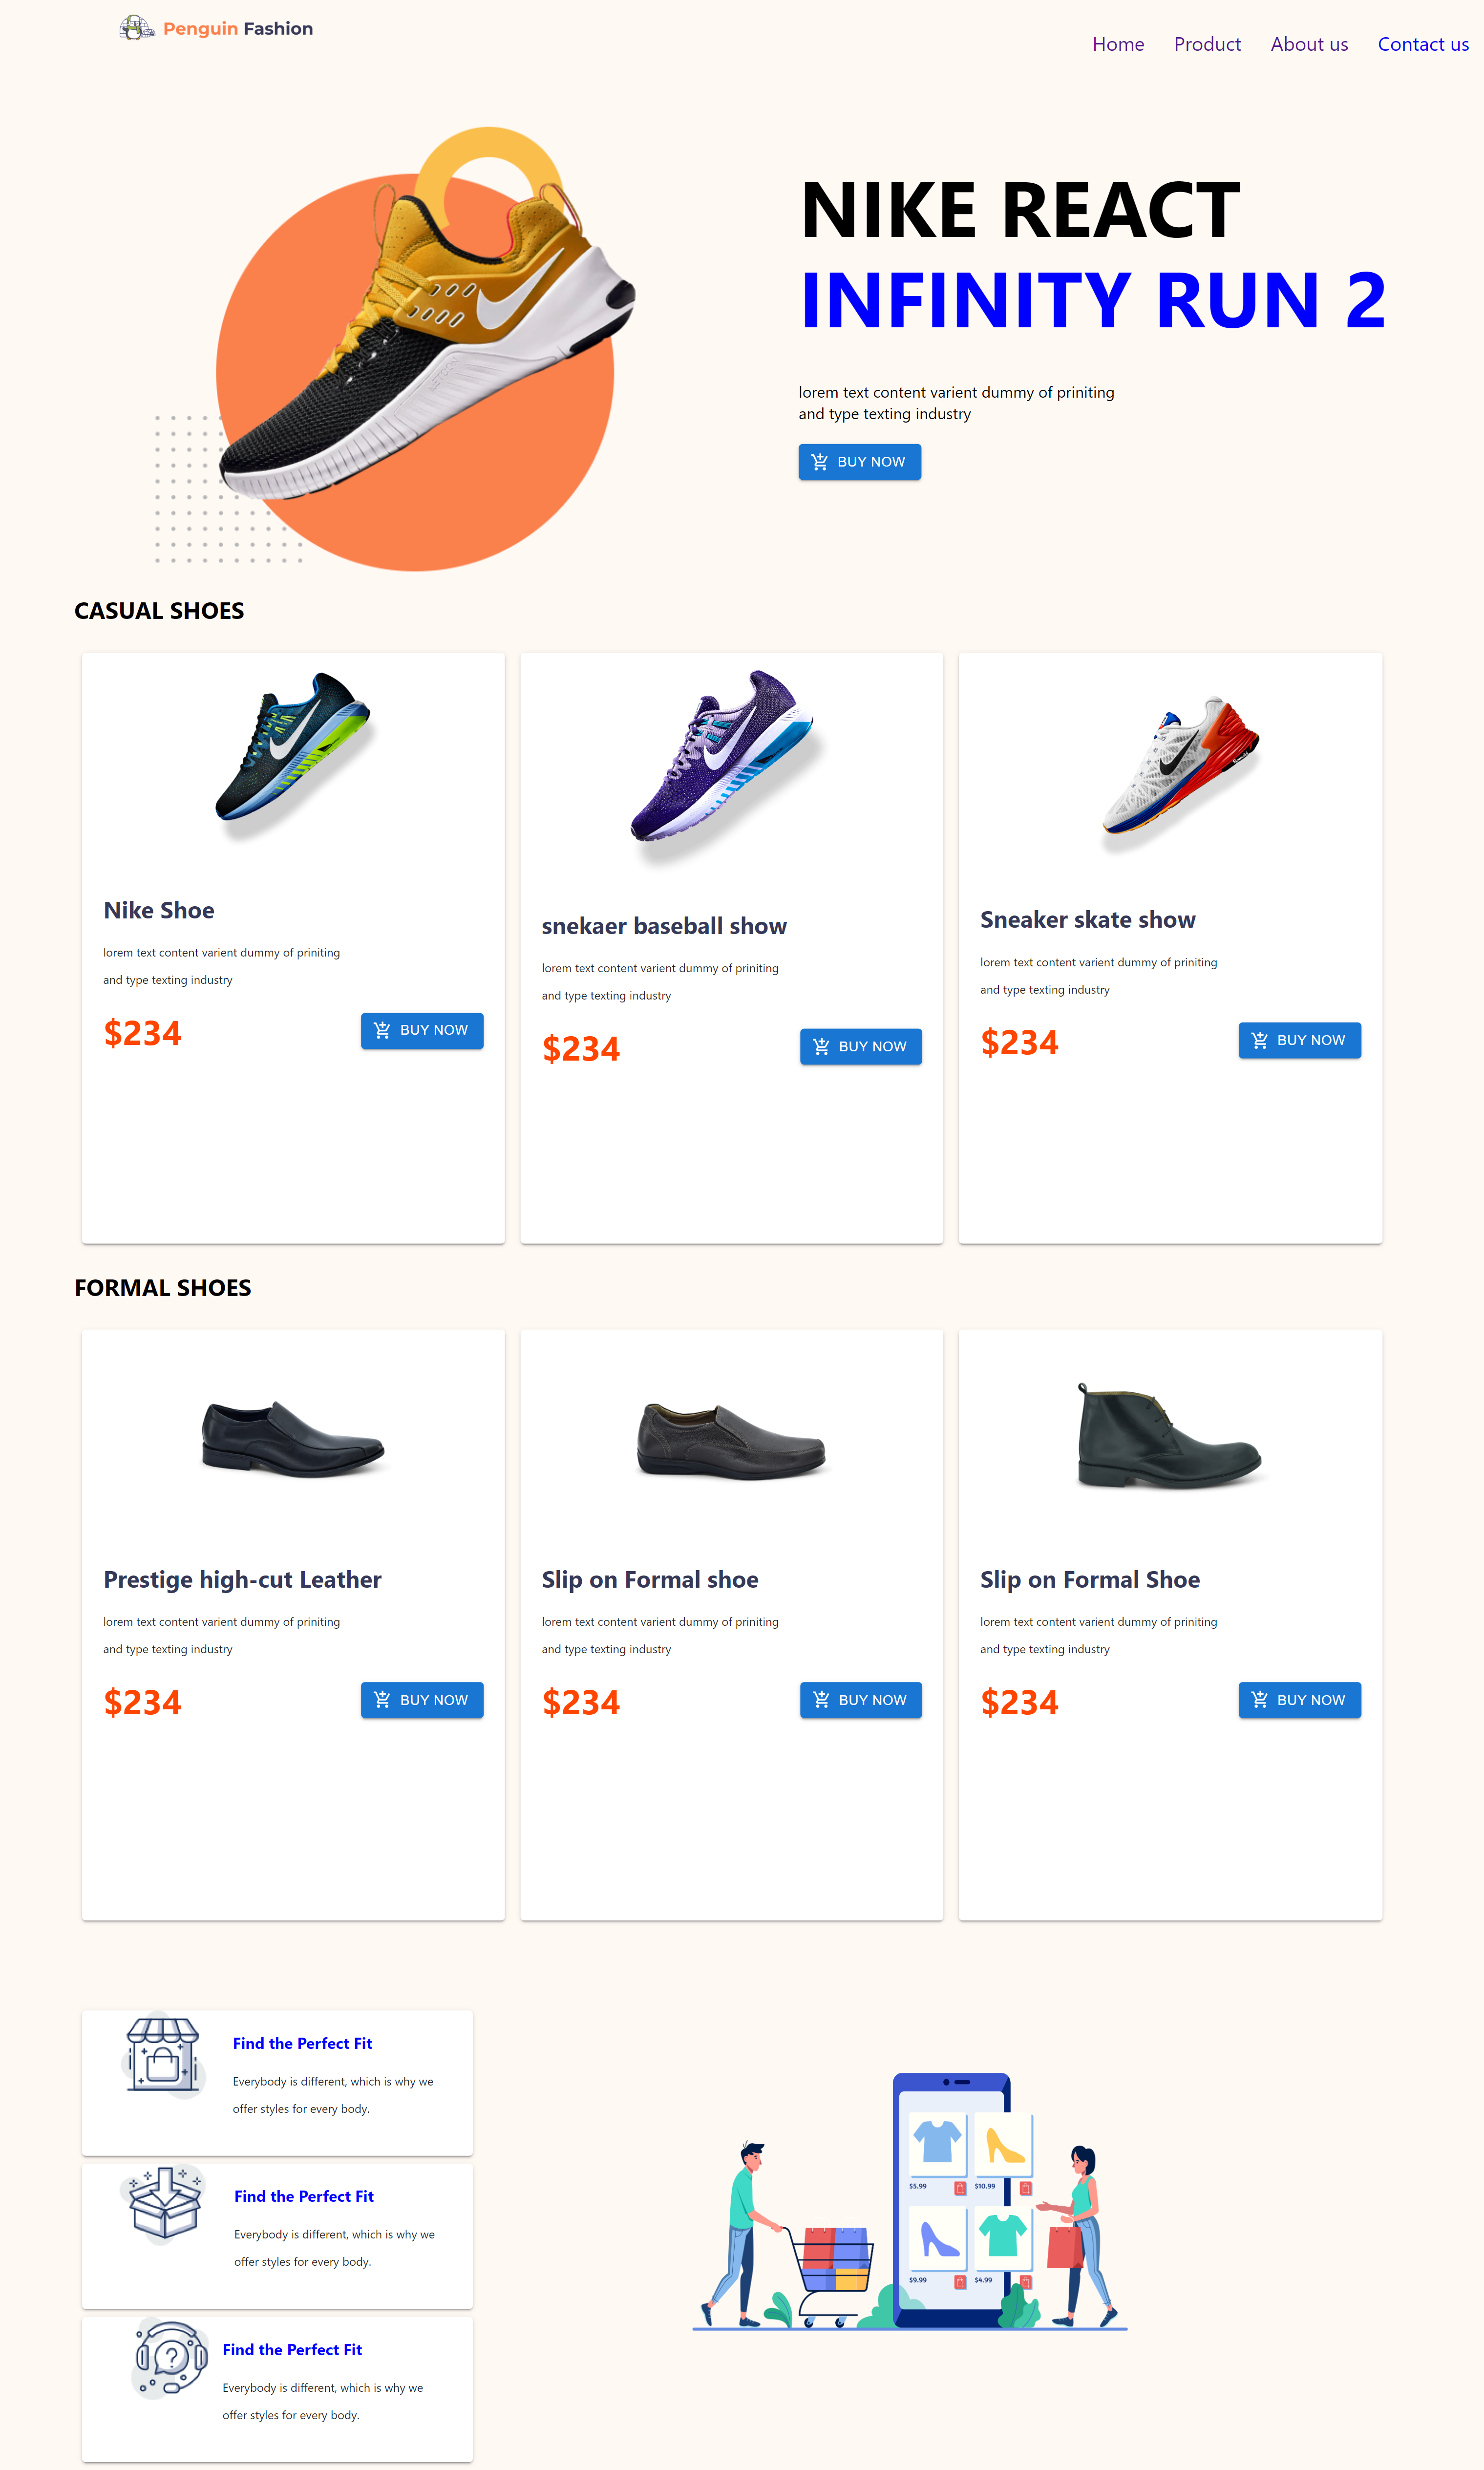 Penguin Fashion
Home Product About us Contact us
NIKE REACT
INFINITY RUN 2
lorem text content varient dummy of priniting
and type texting industry
BUY NOW
CASUAL SHOES
Nike Shoe
lorem text content varient dummy of priniting
and type texting industry
$234
BUY NOW
snekaer baseball show
lorem text content varient dummy of priniting
and type texting industry
$234
BUY NOW
Sneaker skate show
lorem text content varient dummy of priniting
and type texting industry
$234
BUY NOW
FORMAL SHOES
Prestige high-cut Leather
lorem text content varient dummy of priniting
and type texting industry
$234
BUY NOW
Slip on Formal shoe
lorem text content varient dummy of priniting
and type texting industry
$234
BUY NOW
Slip on Formal Shoe
lorem text content varient dummy of priniting
and type texting industry
$234
BUY NOW
Find the Perfect Fit
Everybody is different, which is why we
offer styles for every body.
Find the Perfect Fit
Everybody is different, which is why we
offer styles for every body.
?
Find the Perfect Fit
Everybody is different, which is why we
offer styles for every body.
$5.99
$10.99
$9.99
$4.99